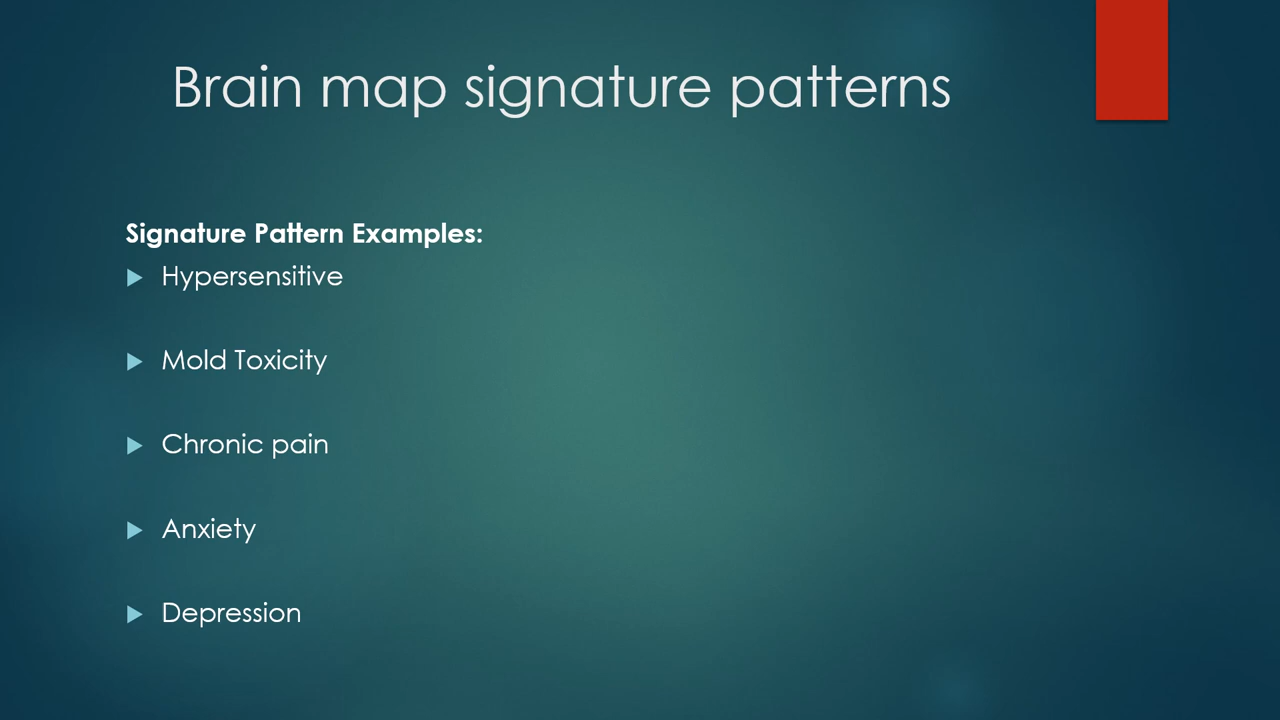 Brain map signature patterns
Signature Pattern Examples:
Hypersensitive
Mold Toxicity
Chronic pain
Anxiety
Depression